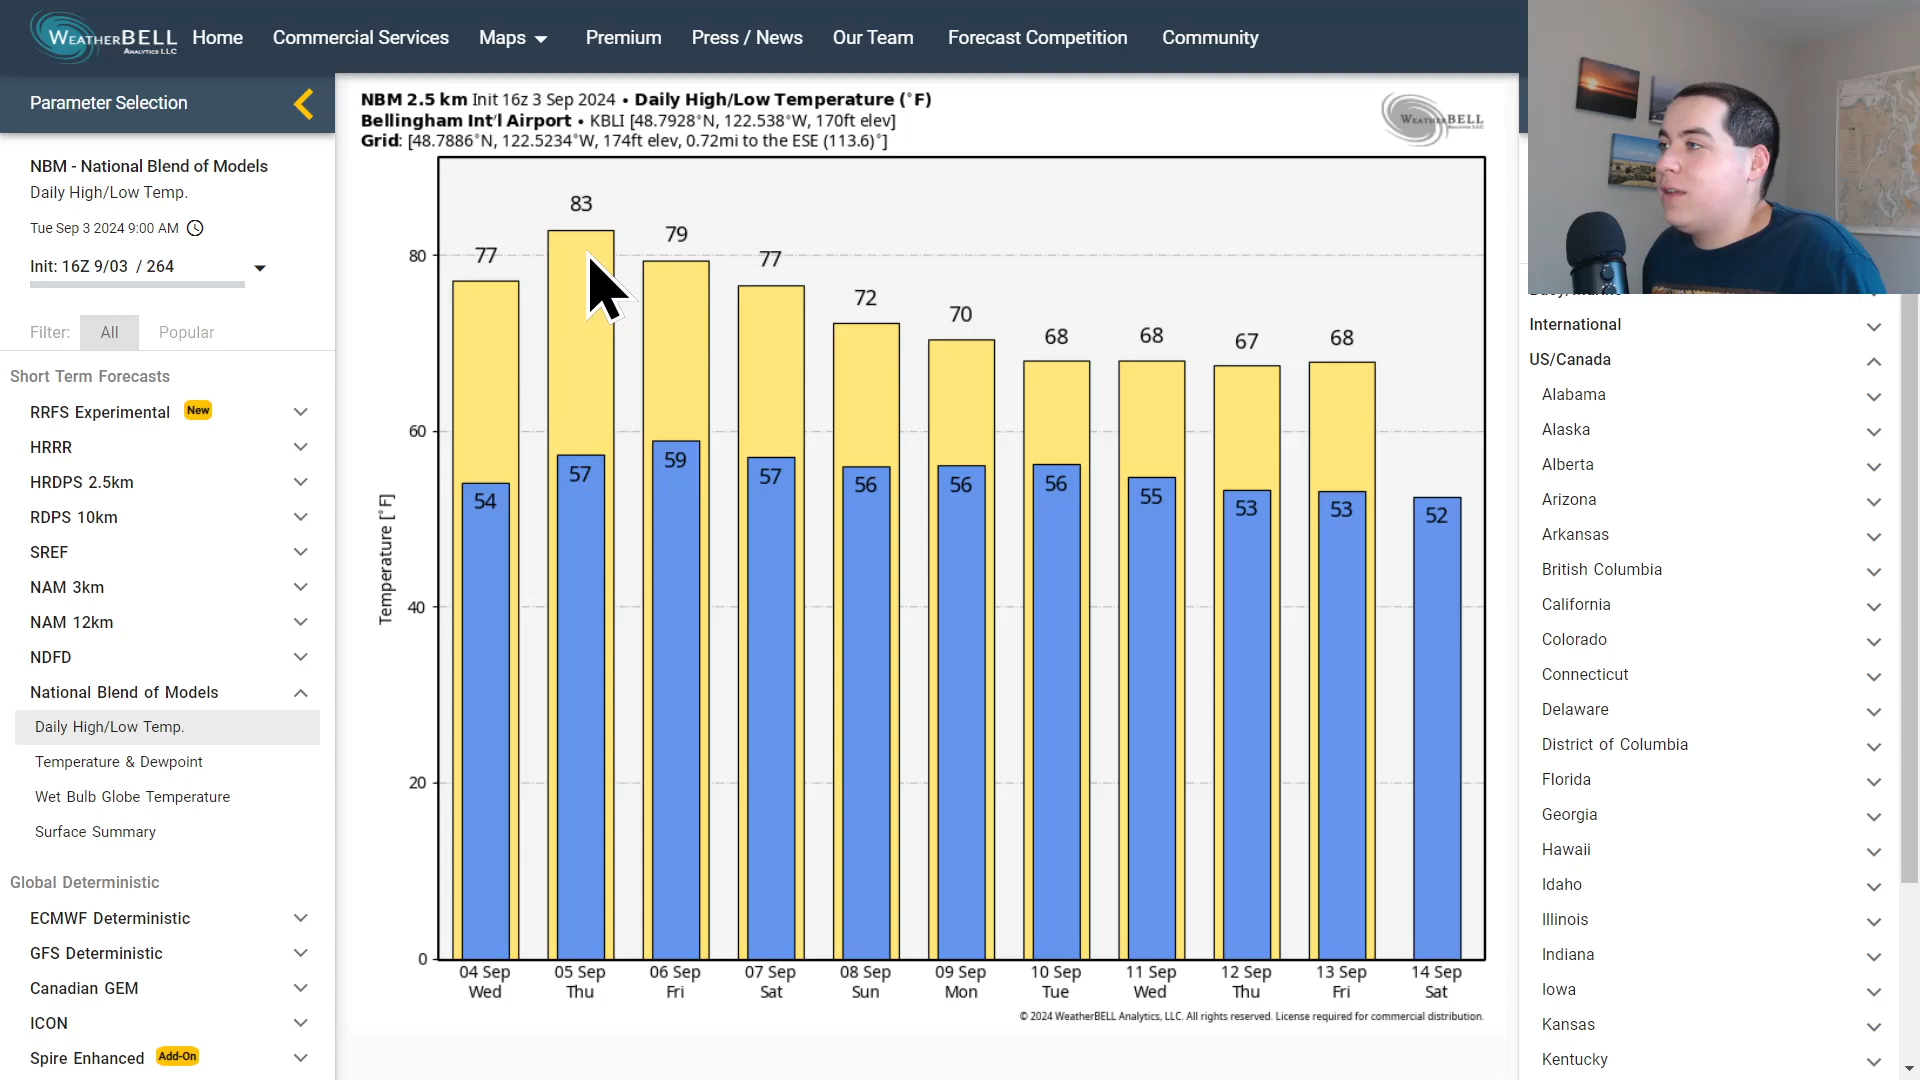 WEATHERBELL
ANALYTICS LLC
Home
Commercial Services
Maps
Premium
Press / News
Our Team
Forecast Competition
Community
Parameter Selection
NBM - National Blend of Models
Daily High/Low Temp.
Tue Sep 3 2024 9:00 AM
Init: 16Z 9/03 / 264
Filter: All Popular
Short Term Forecasts
RRFS Experimental New
HRRR
HRDPS 2.5km
RDPS 10km
SREF
NAM 3km
NAM 12km
NDFD
National Blend of Models
Daily High/Low Temp.
Temperature & Dewpoint
Wet Bulb Globe Temperature
Surface Summary
Global Deterministic
ECMWF Deterministic
GFS Deterministic
Canadian GEM
ICON
Spire Enhanced Add-On
NBM 2.5 km Init 16z 3 Sep 2024 • Daily High/Low Temperature (°F)
Bellingham Int'l Airport • KBLI [48.7928°N, 122.538°W, 170ft elev]
Grid: [48.7886°N, 122.5234°W, 174ft elev, 0.72mi to the ESE (113.6)°]
WEATHERBELL
Temperature [°F]
80
60
40
20
0
77 83 79 77 72 70 68 68 67 68
54 57 59 57 56 56 56 55 53 53 52
04 Sep 05 Sep 06 Sep 07 Sep 08 Sep 09 Sep 10 Sep 11 Sep 12 Sep 13 Sep 14 Sep
Wed Thu Fri Sat Sun Mon Tue Wed Thu Fri Sat
© 2024 WeatherBELL Analytics, LLC. All rights reserved. License required for commercial distribution.
International
US/Canada
Alabama
Alaska
Alberta
Arizona
Arkansas
British Columbia
California
Colorado
Connecticut
Delaware
District of Columbia
Florida
Georgia
Hawaii
Idaho
Illinois
Indiana
Iowa
Kansas
Kentucky